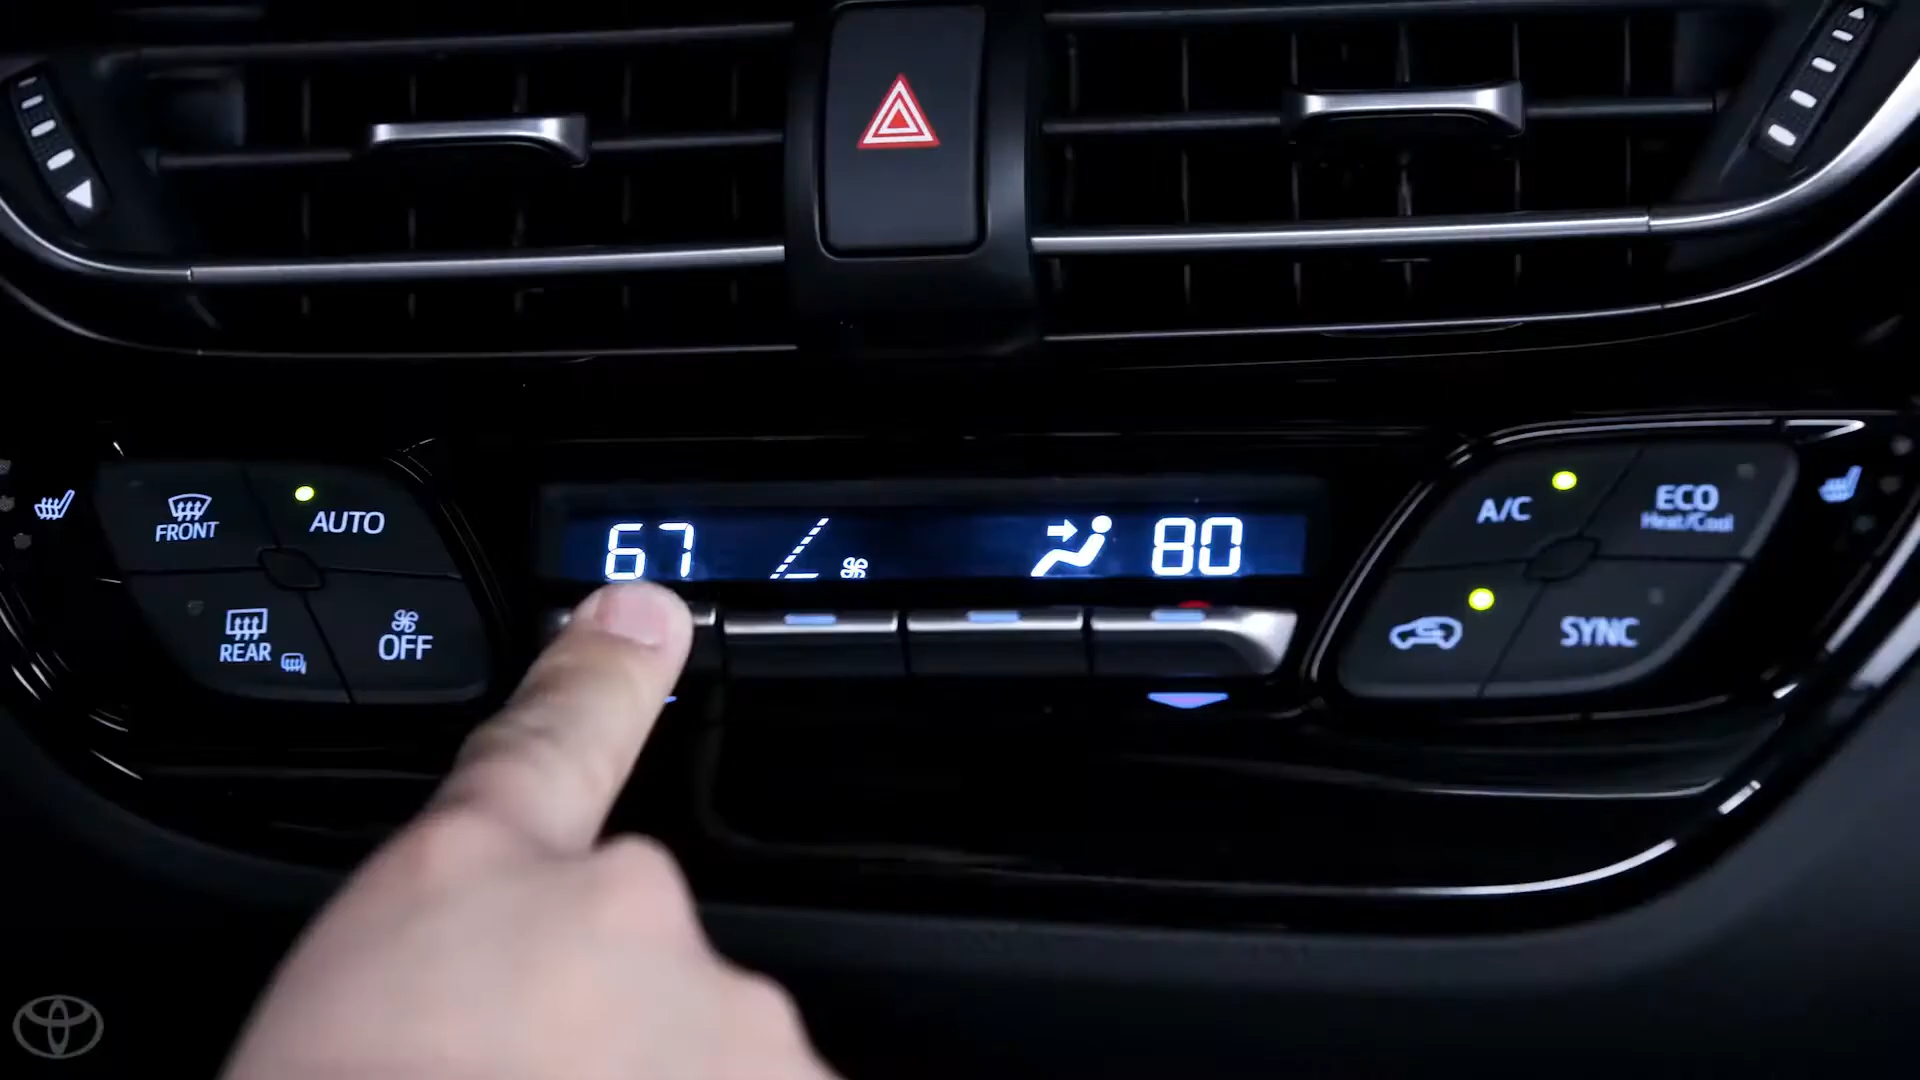 FRONT
AUTO
REAR
OFF
67
80
A/C
ECO
Heat/Cool
SYNC